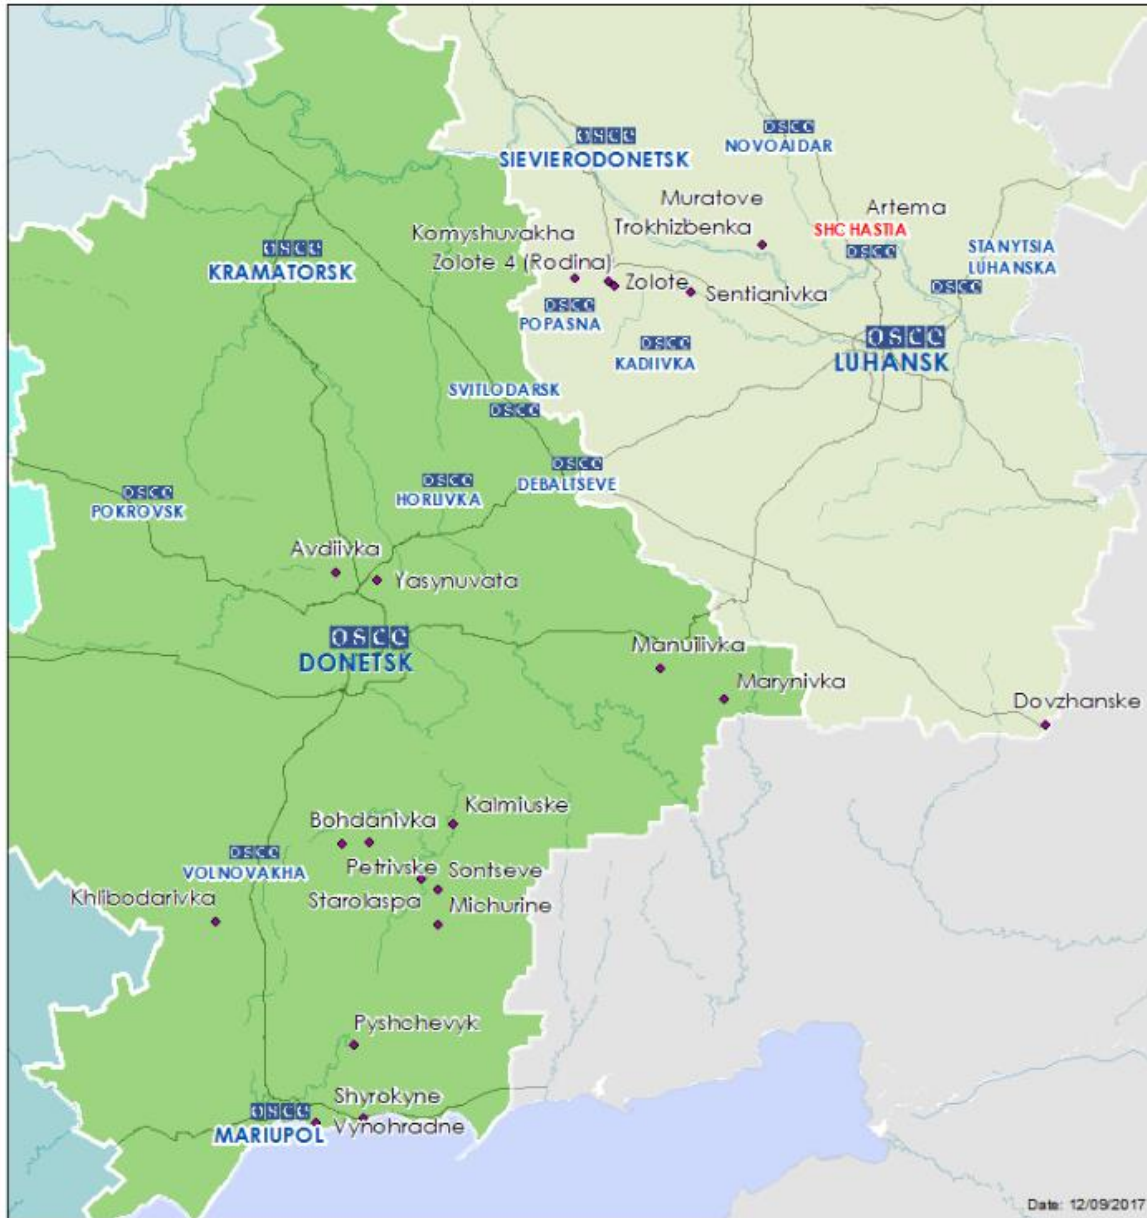 OSCE
SIEVIERODONETSK
OSCE
NOVOAIDAR
Muratove
Trokhizbenka
Artema
SHCHASTIA
OSCE
STANYTSIA
LUHANSKA
OSCE
Komyshuvakha
Zolote 4 (Rodina)
Zolote
Sentianivka
OSCE
KRAMATORSK
OSCE
POPASNA
OSCE
KADIIVKA
OSCE
LUHANSK
SVITLODARSK
OSCE
OSCE
DEBALTSEVE
OSCE
HORLIVKA
OSCE
POKROVSK
Avdiivka
Yasynuvata
OSCE
DONETSK
Manuilivka
Marynivka
Dovzhanske
Kalmiuske
Bohdanivka
OSCE
VOLNOVAKHA
Petrivske
Sontseve
Starolaspa
Michurine
Khlibodarivka
Pyshchevyk
Shyrokyne
OSCE
MARIUPOL
Vynohradne
Date: 12/09/2017